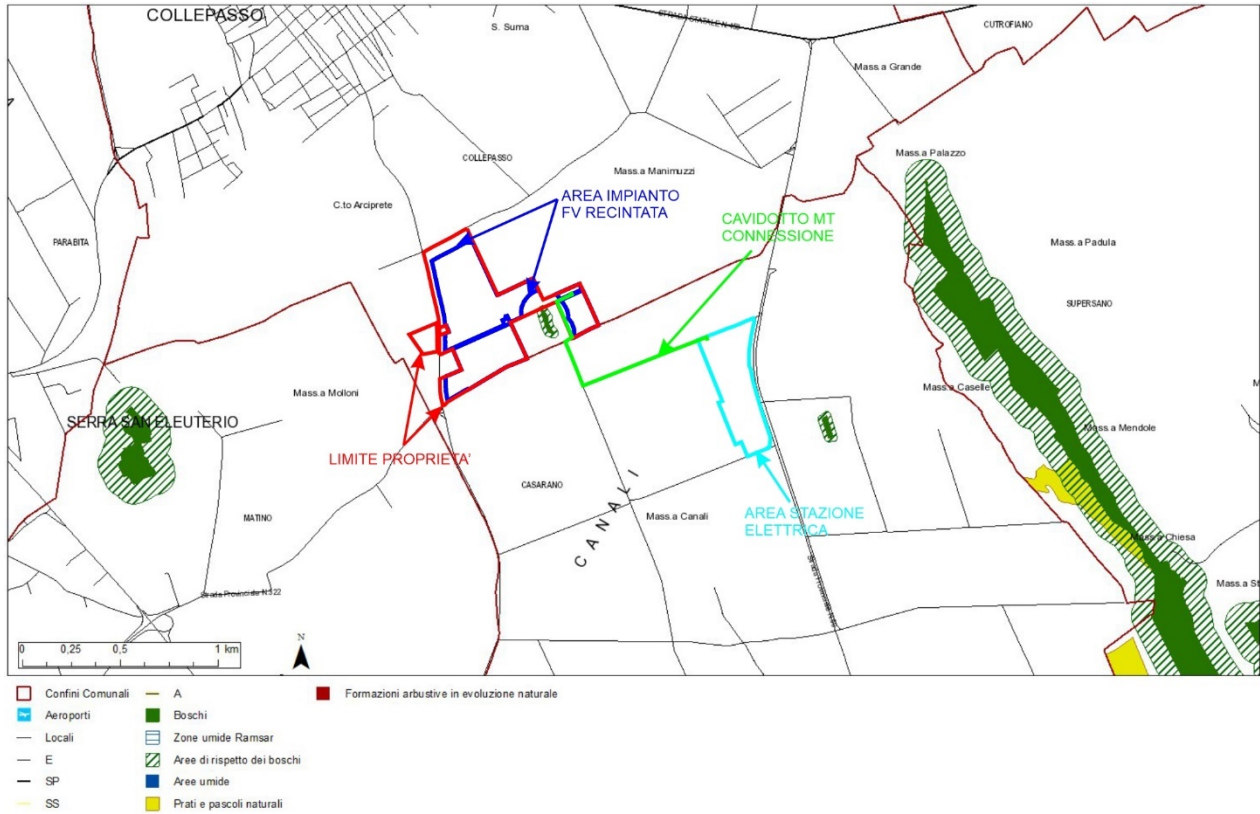 COLLEPASSO
S. Suma
CUTROFIANO
Mass.a Grande
COLLEPASSO
Mass.a Manimuzzi
Mass.a Palazzo
AREA IMPIANTO
FV RECINTATA
C.to Arciprete
CAVIDOTTO MT
CONNESSIONE
PARABITA
Mass.a Padula
SUPERSANO
Mass.a Molloni
Mass.a Caselle
SERRA SAN ELEUTERIO
Mass.a Mendole
LIMITE PROPRIETA'
CASARANO
CANALI
Mass.a Canali
AREA STAZIONE
ELETTRICA
MATINO
Mass.a Chiesa
Mass.a St
Strada Provinciale N.322
0 0,25 0,5 1 km
N
Confini Comunali
Aeroporti
Locali
E
SP
SS
A
Boschi
Zone umide Ramsar
Aree di rispetto dei boschi
Aree umide
Prati e pascoli naturali
Formazioni arbustive in evoluzione naturale